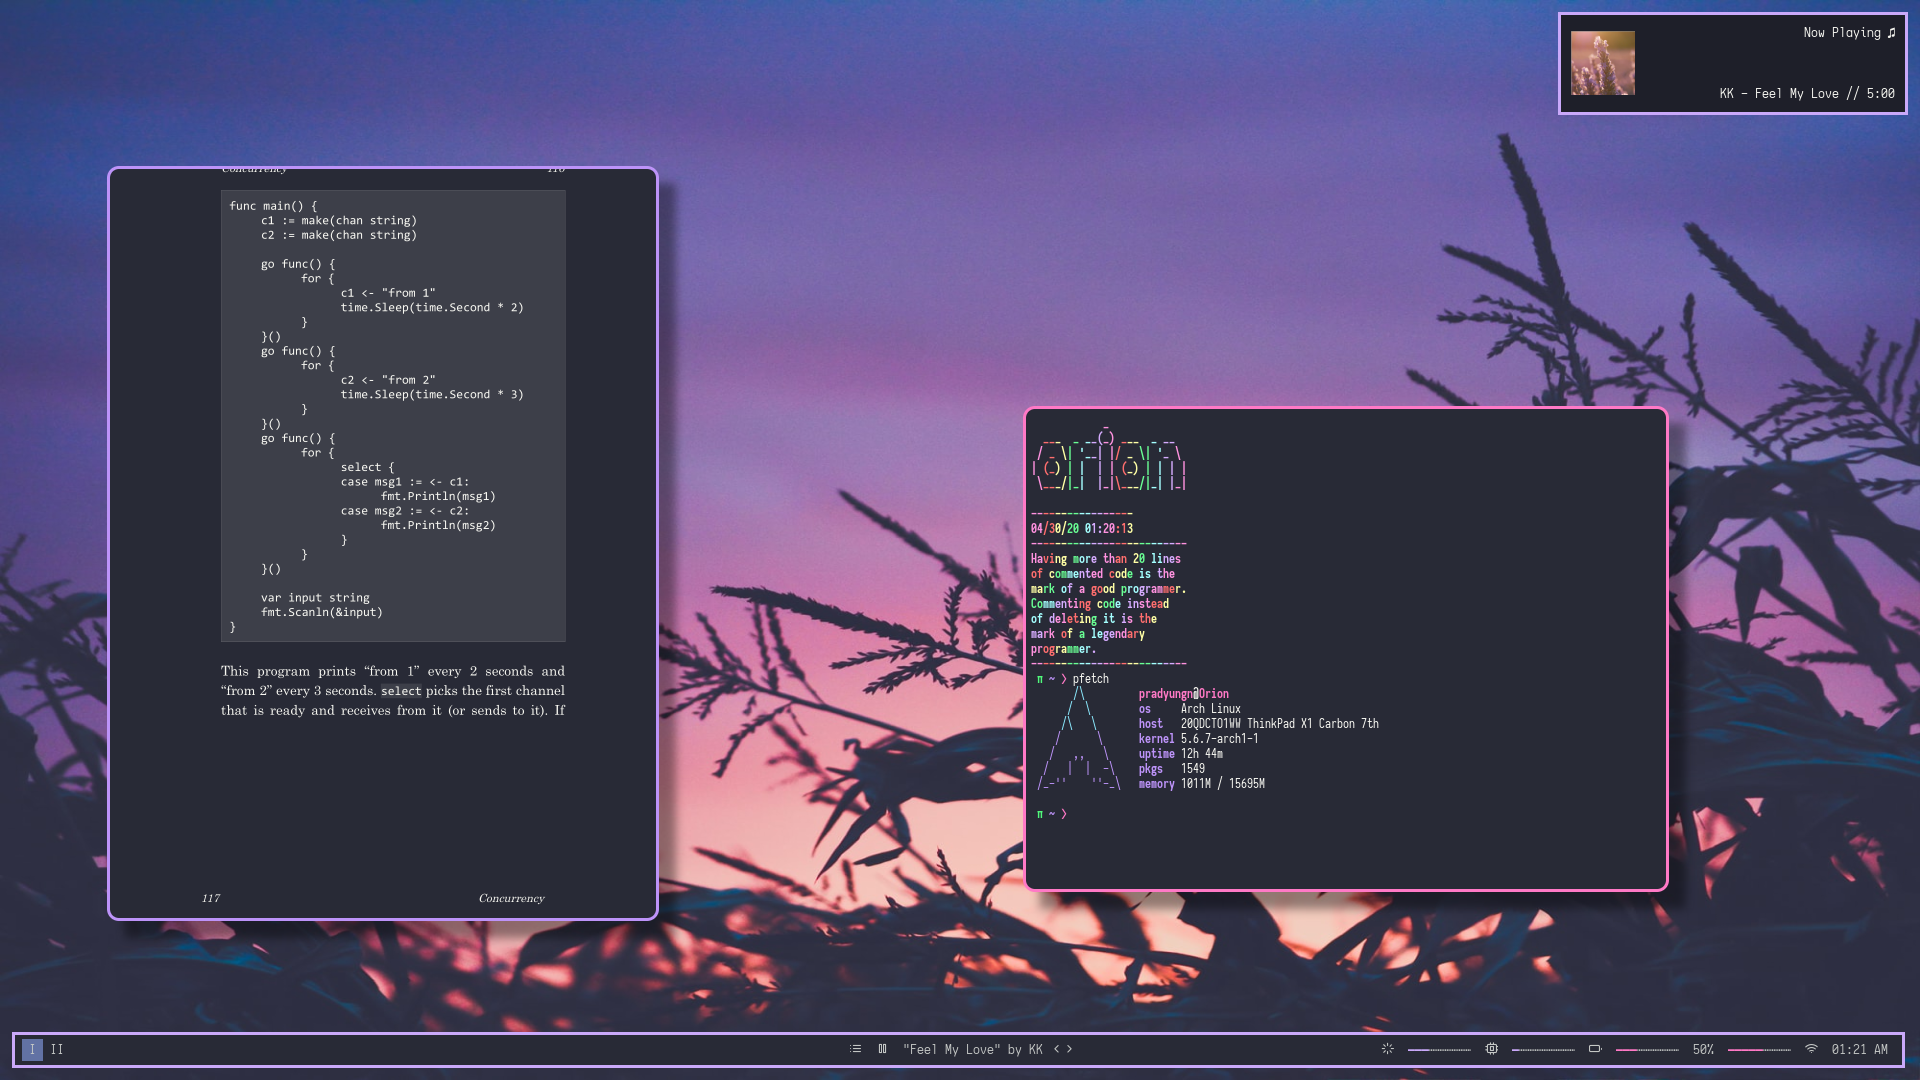 Now Playing ♫
KK - Feel My Love // 5:00
Concurrency 116
func main() {
c1 := make(chan string)
c2 := make(chan string)
go func() {
for {
c1 <- "from 1"
time.Sleep(time.Second * 2)
}
}()
go func() {
for {
c2 <- "from 2"
time.Sleep(time.Second * 3)
}
}()
go func() {
for {
select {
case msg1 := <- c1:
fmt.Println(msg1)
case msg2 := <- c2:
fmt.Println(msg2)
}
}
}()
var input string
fmt.Scanln(&input)
}
This program prints “from 1” every 2 seconds and
“from 2” every 3 seconds. select picks the first channel
that is ready and receives from it (or sends to it). If
117 Concurrency
orion
04/30/20 01:20:13
Having more than 20 lines
of commented code is the
mark of a good programmer.
Commenting code instead
of deleting it is the
mark of a legendary
programmer.
π ~ ❯ pfetch
pradyungn@Orion
os Arch Linux
host 20QDCTO1WW ThinkPad X1 Carbon 7th
kernel 5.6.7-arch1-1
uptime 12h 44m
pkgs 1549
memory 1011M / 15695M
π ~ ❯
I II "Feel My Love" by KK < > 50% 01:21 AM